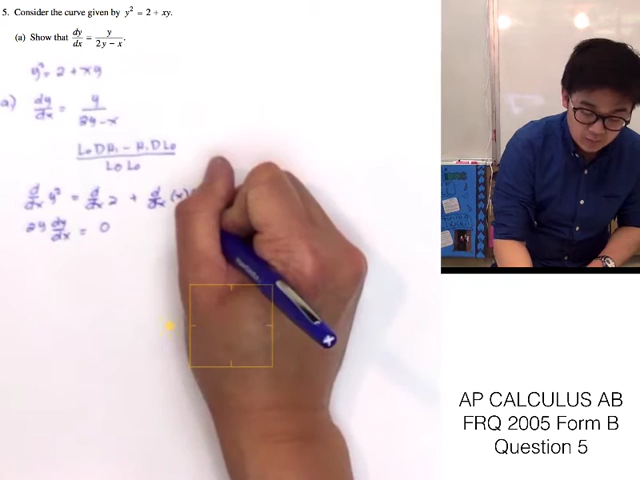 5. Consider the curve given by y² = 2 + xy.
(a) Show that dy/dx = y/(2y − x).
y² = 2 + xy
a) dy/dx = y/(2y − x)
(Lo D Hi − Hi D Lo)/(Lo Lo)
d/dx y² = d/dx 2 + d/dx (x)
2y dy/dx = 0
AP CALCULUS AB
FRQ 2005 Form B
Question 5